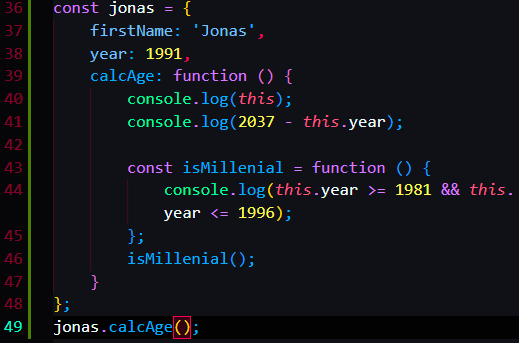 36 const jonas = {
37 firstName: 'Jonas',
38 year: 1991,
39 calcAge: function () {
40 console.log(this);
41 console.log(2037 - this.year);
42
43 const isMillenial = function () {
44 console.log(this.year >= 1981 && this.
year <= 1996);
45 };
46 isMillenial();
47 }
48 };
49 jonas.calcAge();